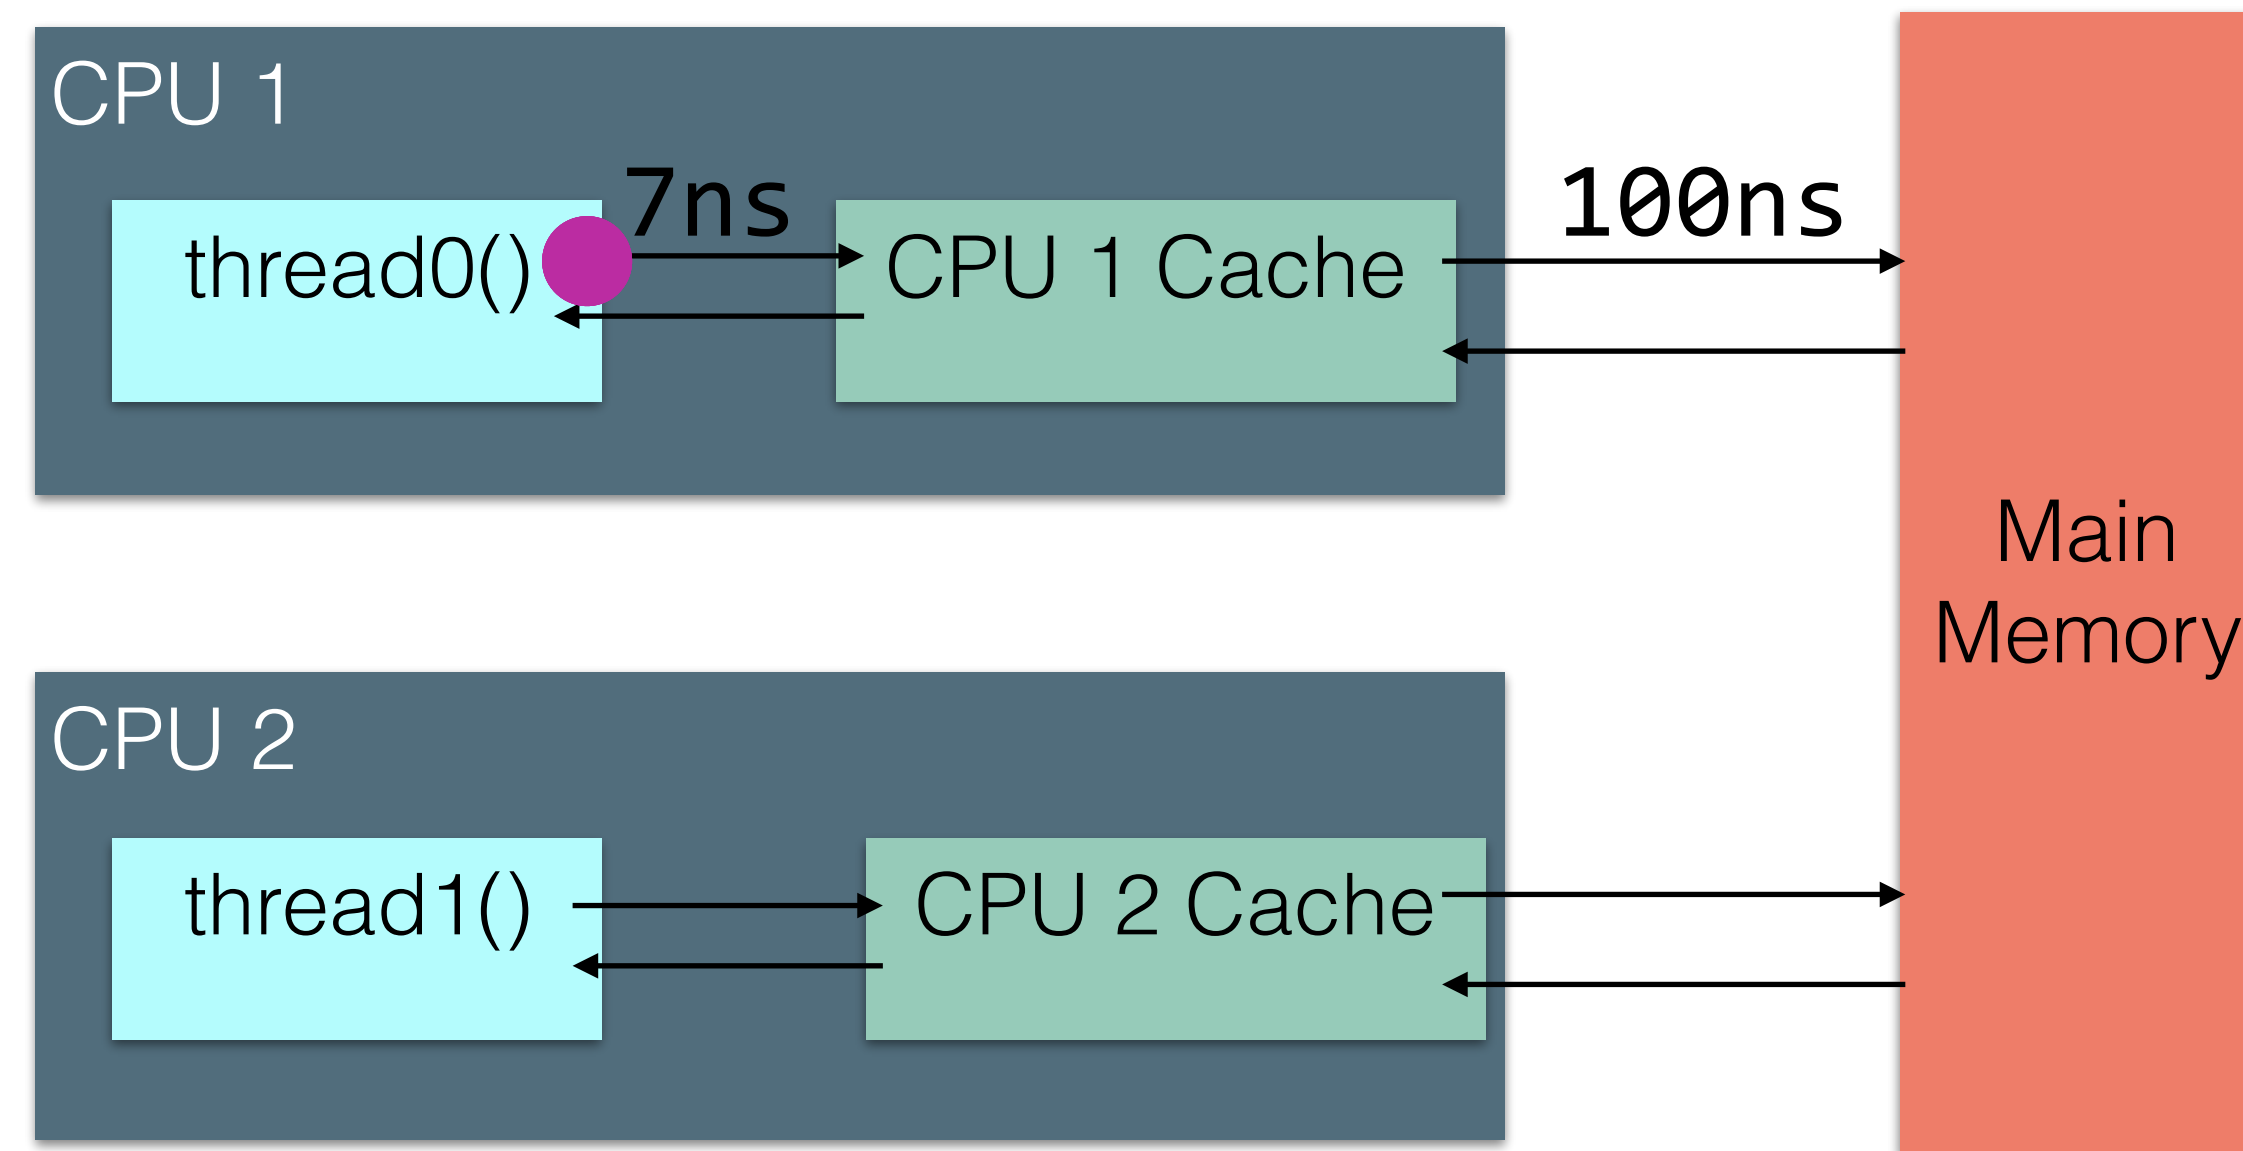 CPU 1
7ns
100ns
thread0()
CPU 1 Cache
Main
Memory
CPU 2
thread1()
CPU 2 Cache